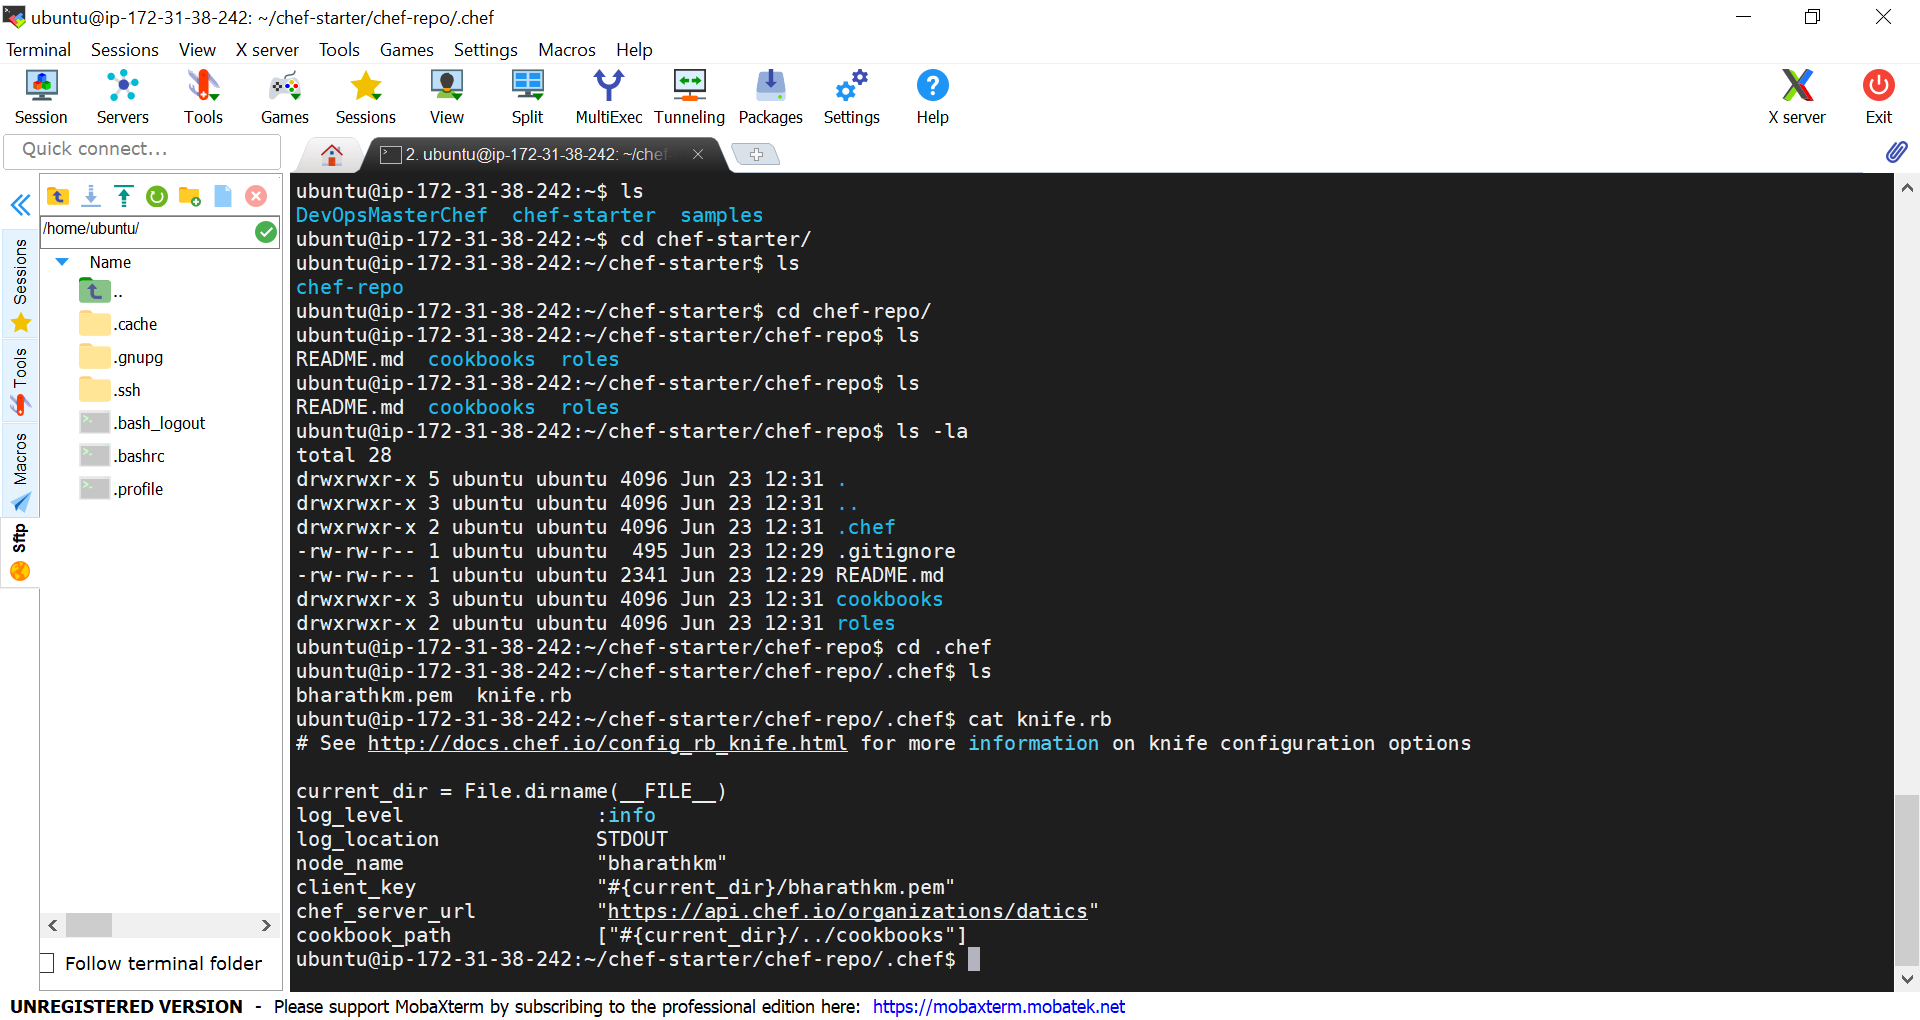 ubuntu@ip-172-31-38-242: ~/chef-starter/chef-repo/.chef
Terminal Sessions View X server Tools Games Settings Macros Help
Session Servers Tools Games Sessions View Split MultiExec Tunneling Packages Settings Help X server Exit
Quick connect...
2. ubuntu@ip-172-31-38-242: ~/chef
/home/ubuntu/
Name
..
.cache
.gnupg
.ssh
.bash_logout
.bashrc
.profile
Sessions
Tools
Macros
Sftp
Follow terminal folder
ubuntu@ip-172-31-38-242:~$ ls
DevOpsMasterChef  chef-starter  samples
ubuntu@ip-172-31-38-242:~$ cd chef-starter/
ubuntu@ip-172-31-38-242:~/chef-starter$ ls
chef-repo
ubuntu@ip-172-31-38-242:~/chef-starter$ cd chef-repo/
ubuntu@ip-172-31-38-242:~/chef-starter/chef-repo$ ls
README.md  cookbooks  roles
ubuntu@ip-172-31-38-242:~/chef-starter/chef-repo$ ls
README.md  cookbooks  roles
ubuntu@ip-172-31-38-242:~/chef-starter/chef-repo$ ls -la
total 28
drwxrwxr-x 5 ubuntu ubuntu 4096 Jun 23 12:31 .
drwxrwxr-x 3 ubuntu ubuntu 4096 Jun 23 12:31 ..
drwxrwxr-x 2 ubuntu ubuntu 4096 Jun 23 12:31 .chef
-rw-rw-r-- 1 ubuntu ubuntu  495 Jun 23 12:29 .gitignore
-rw-rw-r-- 1 ubuntu ubuntu 2341 Jun 23 12:29 README.md
drwxrwxr-x 3 ubuntu ubuntu 4096 Jun 23 12:31 cookbooks
drwxrwxr-x 2 ubuntu ubuntu 4096 Jun 23 12:31 roles
ubuntu@ip-172-31-38-242:~/chef-starter/chef-repo$ cd .chef
ubuntu@ip-172-31-38-242:~/chef-starter/chef-repo/.chef$ ls
bharathkm.pem  knife.rb
ubuntu@ip-172-31-38-242:~/chef-starter/chef-repo/.chef$ cat knife.rb
# See http://docs.chef.io/config_rb_knife.html for more information on knife configuration options
current_dir = File.dirname(__FILE__)
log_level                :info
log_location             STDOUT
node_name                "bharathkm"
client_key               "#{current_dir}/bharathkm.pem"
chef_server_url          "https://api.chef.io/organizations/datics"
cookbook_path            ["#{current_dir}/../cookbooks"]
ubuntu@ip-172-31-38-242:~/chef-starter/chef-repo/.chef$
UNREGISTERED VERSION - Please support MobaXterm by subscribing to the professional edition here: https://mobaxterm.mobatek.net